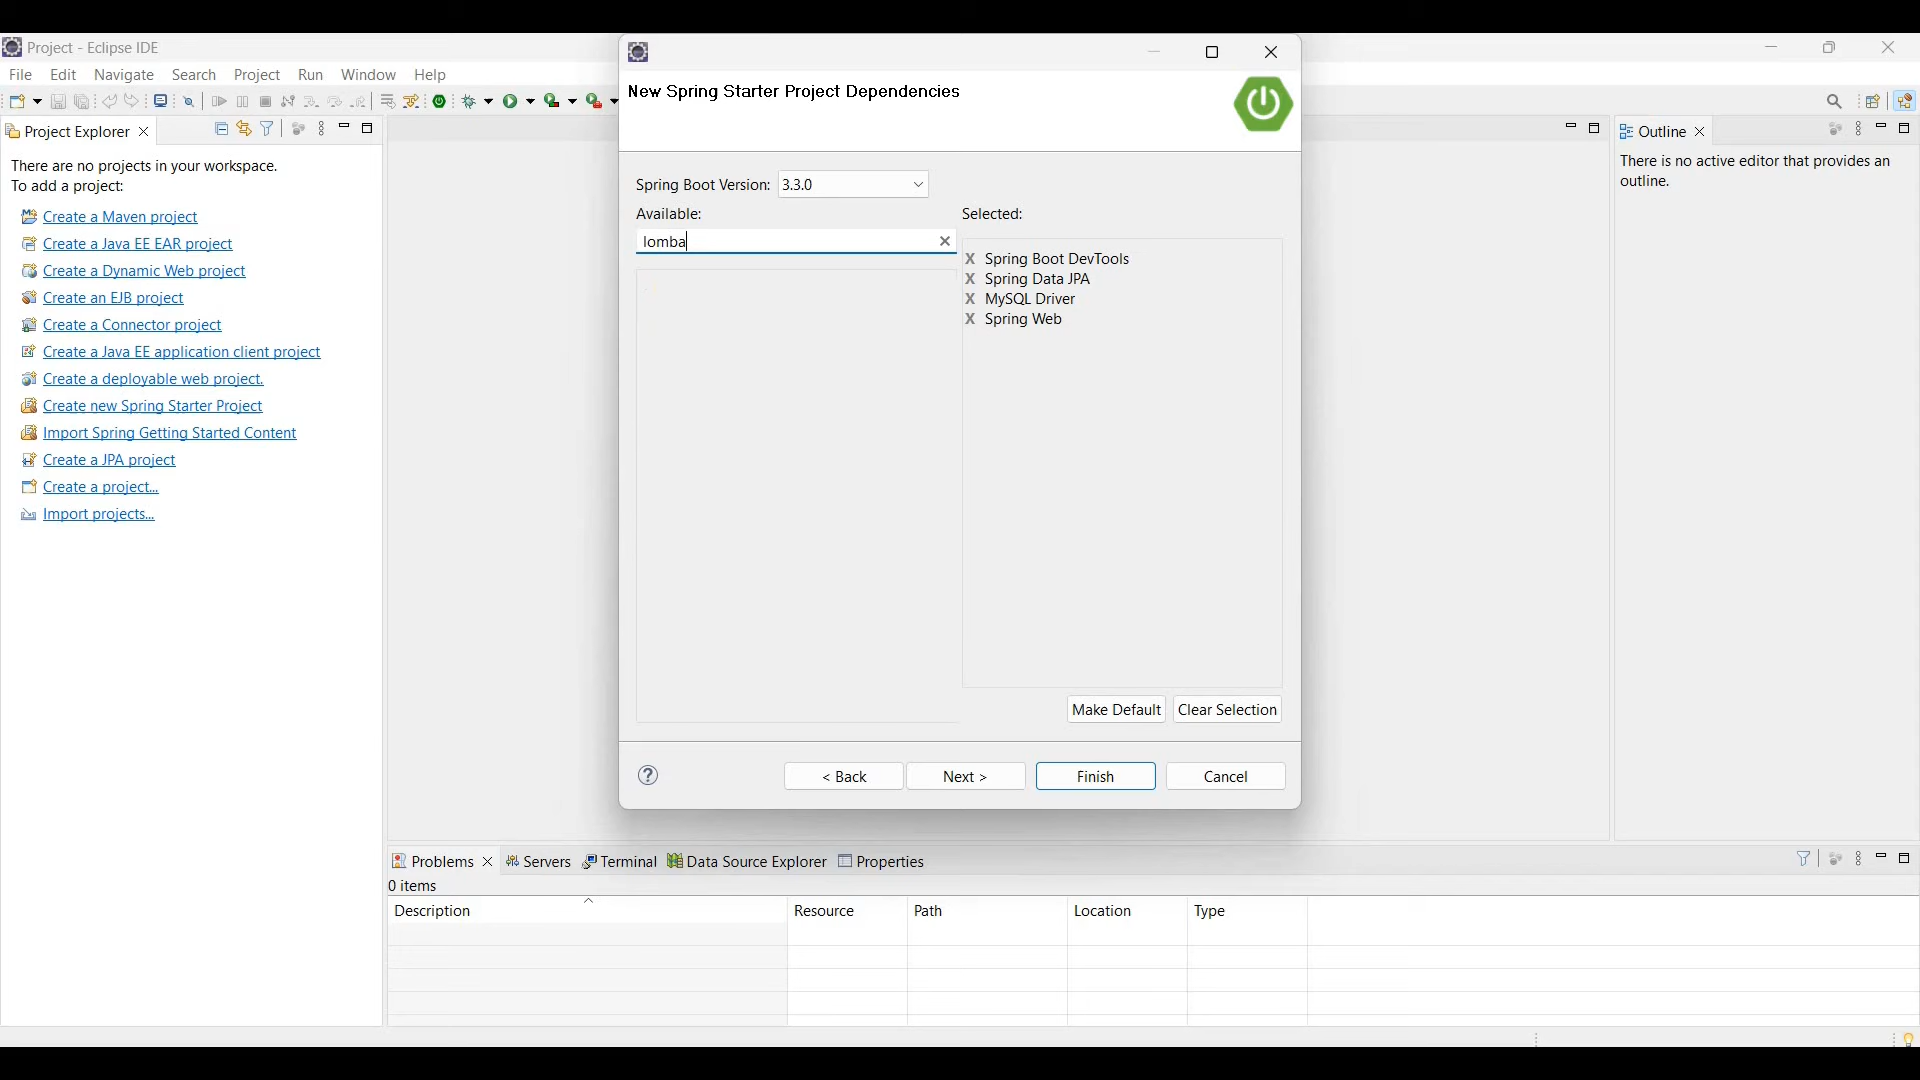 Project - Eclipse IDE
File Edit Navigate Search Project Run Window Help
Project Explorer
There are no projects in your workspace.
To add a project:
Create a Maven project
Create a Java EE EAR project
Create a Dynamic Web project
Create an EJB project
Create a Connector project
Create a Java EE application client project
Create a deployable web project.
Create new Spring Starter Project
Import Spring Getting Started Content
Create a JPA project
Create a project...
Import projects...
New Spring Starter Project Dependencies
Spring Boot Version: 3.3.0
Available:
lomba
Selected:
X Spring Boot DevTools
X Spring Data JPA
X MySQL Driver
X Spring Web
Make Default Clear Selection
? < Back Next > Finish Cancel
Outline
There is no active editor that provides an
outline.
Problems Servers Terminal Data Source Explorer Properties
0 items
Description Resource Path Location Type